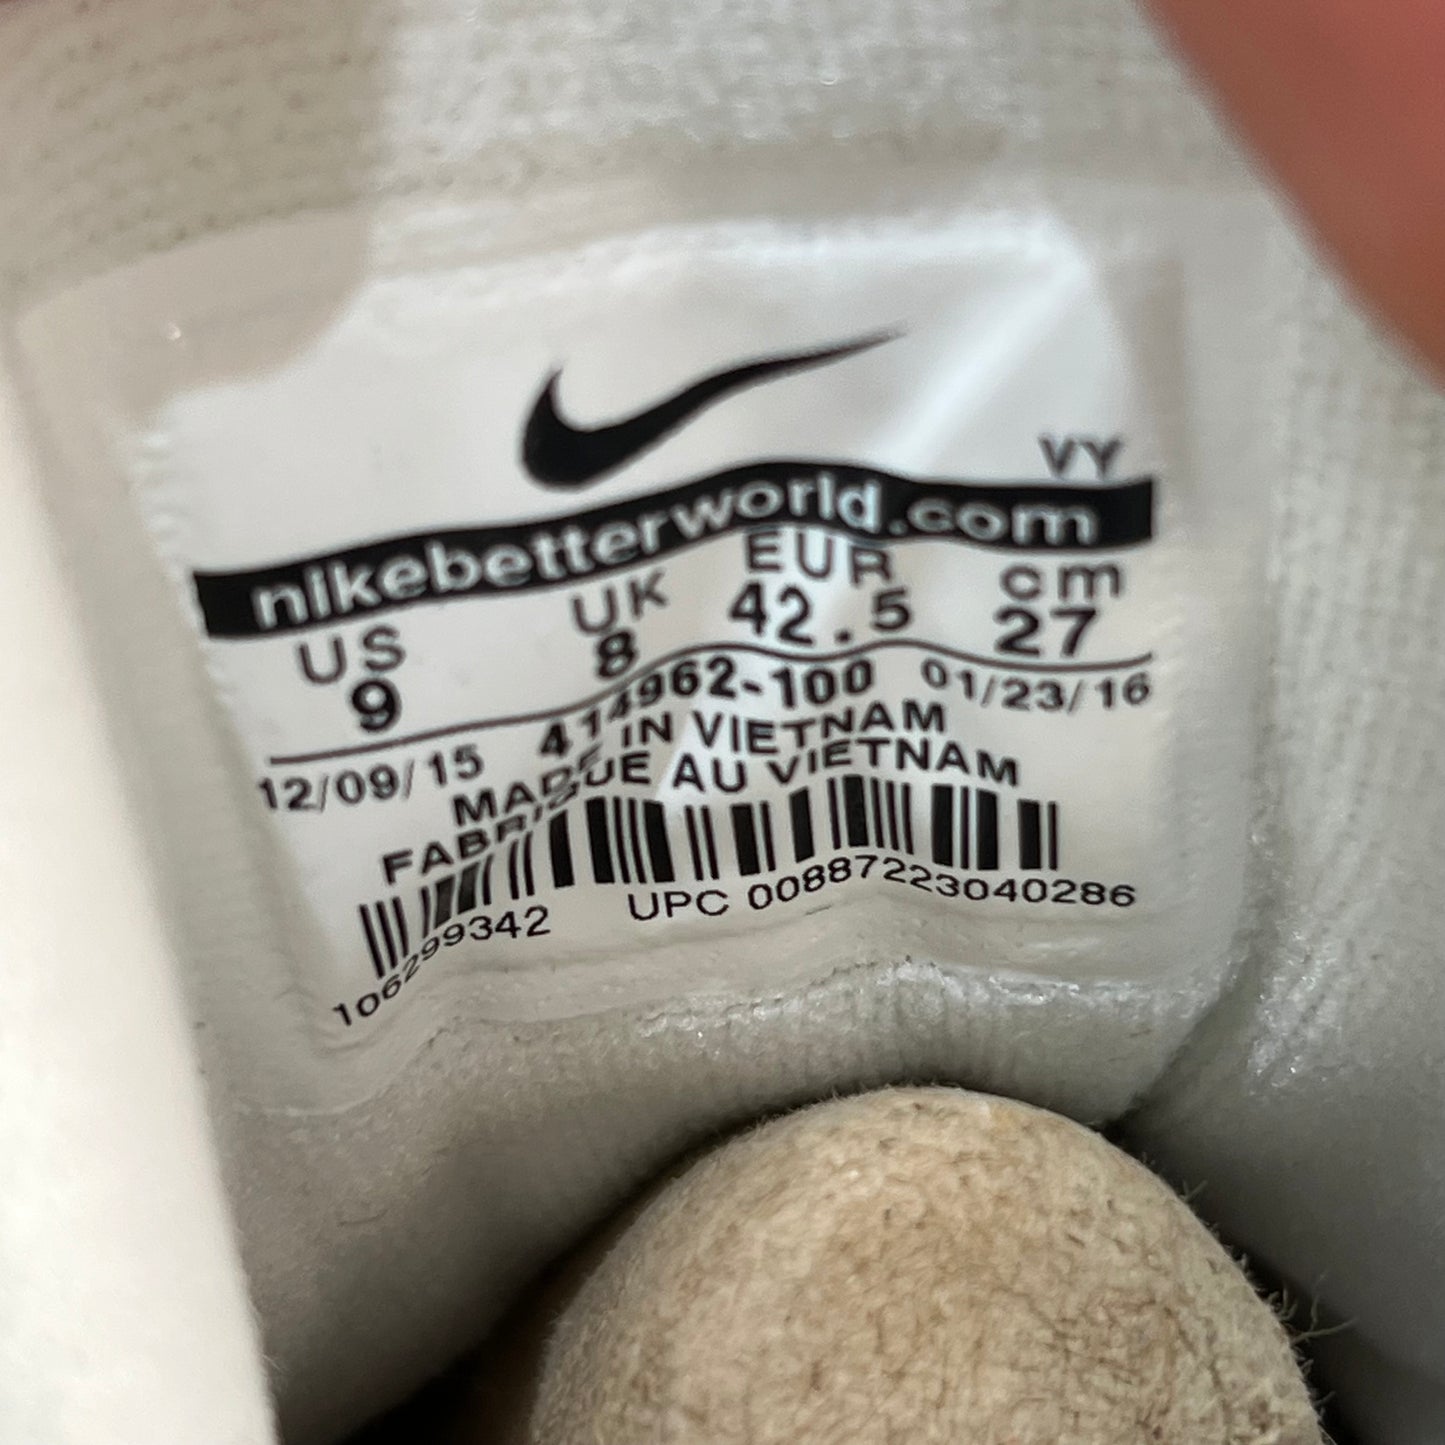 VY
nikebetterworld.com
US UK EUR cm
9 8 42.5 27
12/09/15 414962-100 01/23/16
MADE IN VIETNAM
FABRIQUE AU VIETNAM
106299342 UPC 00887223040286